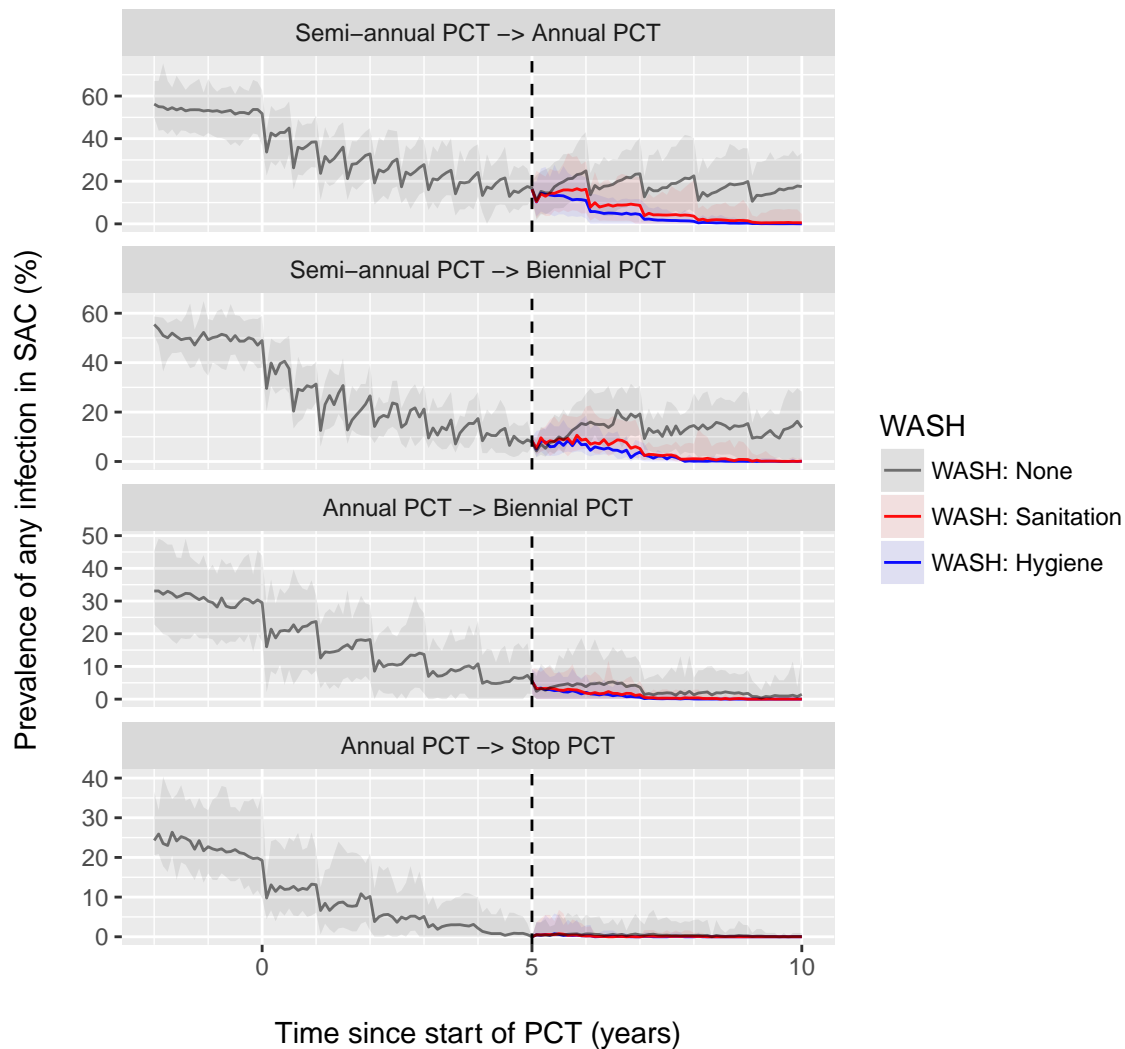 Semi-annual PCT -> Annual PCT
60
40
20
0
Semi-annual PCT -> Biennial PCT
60
40
20
0
Annual PCT -> Biennial PCT
50
40
30
20
10
0
Annual PCT -> Stop PCT
40
30
20
10
0
0 5 10
Time since start of PCT (years)
Prevalence of any infection in SAC (%)
WASH
WASH: None
WASH: Sanitation
WASH: Hygiene